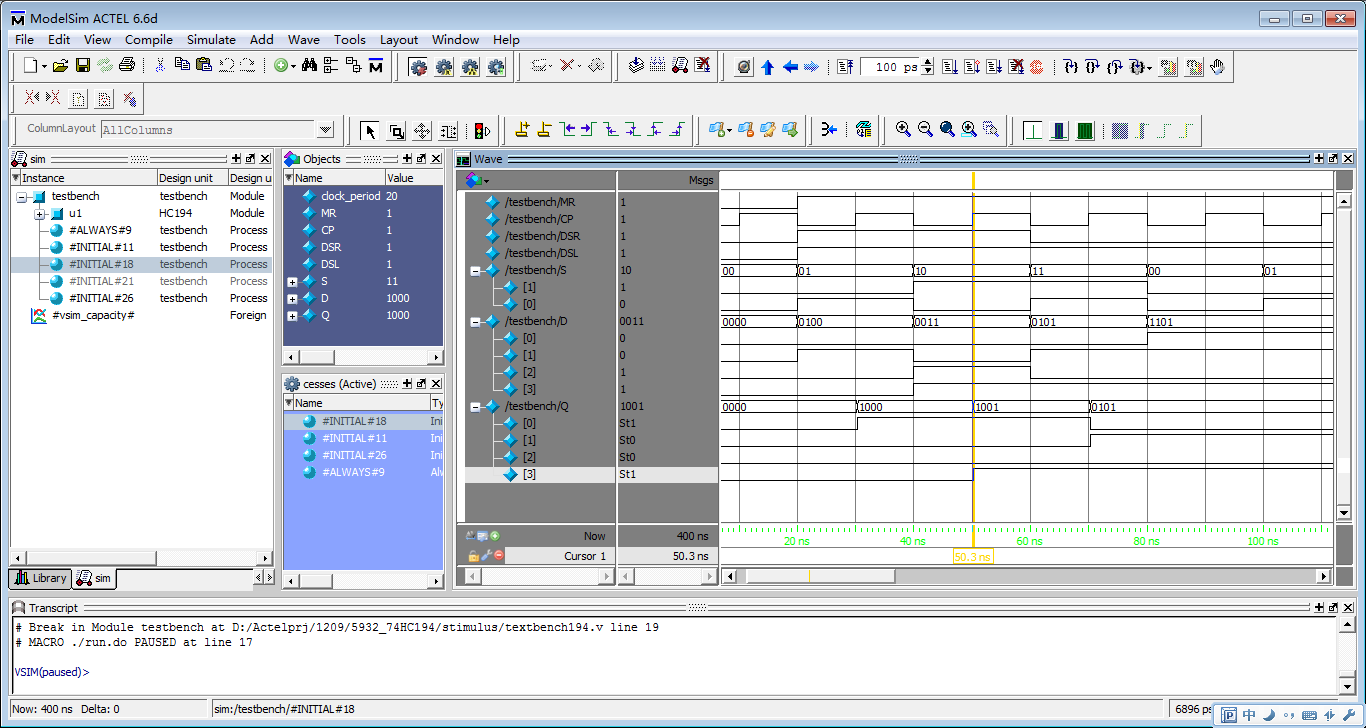 ModelSim ACTEL 6.6d
File Edit View Compile Simulate Add Wave Tools Layout Window Help
100 ps
ColumnLayout AllColumns
sim
Instance Design unit Design u
testbench testbench Module
u1 HC194 Module
#ALWAYS#9 testbench Process
#INITIAL#11 testbench Process
#INITIAL#18 testbench Process
#INITIAL#21 testbench Process
#INITIAL#26 testbench Process
#vsim_capacity# Foreign
Library sim
Objects
Name Value
clock_period 20
MR 1
CP 1
DSR 1
DSL 1
S 11
D 1000
Q 1000
cesses (Active)
Name Ty
#INITIAL#18 Ini
#INITIAL#11 Ini
#INITIAL#26 Ini
#ALWAYS#9 Alw
Wave
Msgs
/testbench/MR 1
/testbench/CP 1
/testbench/DSR 1
/testbench/DSL 1
/testbench/S 10 00 01 10 11 00 01
[1] 1
[0] 0
/testbench/D 0011 0000 0100 0011 0101 1101
[0] 0
[1] 0
[2] 1
[3] 1
/testbench/Q 1001 0000 1000 1001 0101
[0] St1
[1] St0
[2] St0
[3] St1
Now 400 ns 20 ns 40 ns 60 ns 80 ns 100 ns
Cursor 1 50.3 ns 50.3 ns
Transcript
# Break in Module testbench at D:/Actelprj/1209/5932_74HC194/stimulus/textbench194.v line 19
# MACRO ./run.do PAUSED at line 17
VSIM(paused)>
Now: 400 ns Delta: 0 sim:/testbench/#INITIAL#18 6896 ps 中